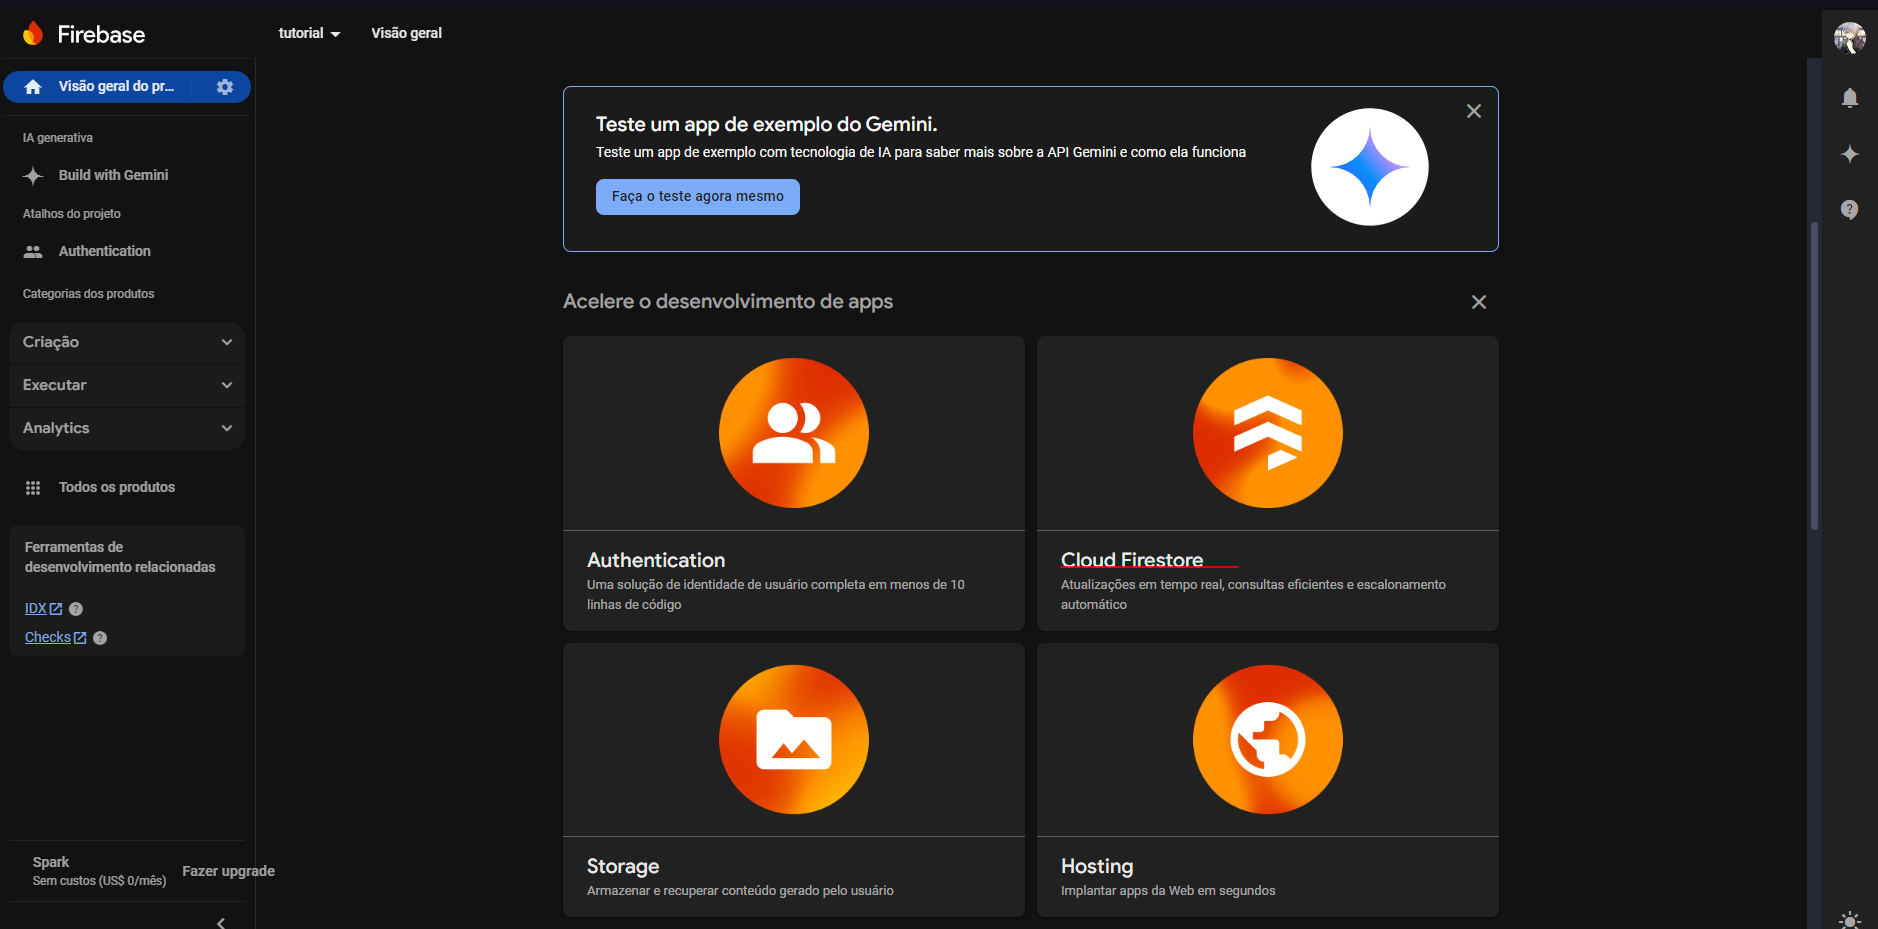 Firebase
tutorial
Visão geral
Visão geral do pr...
IA generativa
Build with Gemini
Atalhos do projeto
Authentication
Categorias dos produtos
Criação
Executar
Analytics
Todos os produtos
Ferramentas de
desenvolvimento relacionadas
IDX
Checks
Spark
Sem custos (US$ 0/mês)
Fazer upgrade
Teste um app de exemplo do Gemini.
Teste um app de exemplo com tecnologia de IA para saber mais sobre a API Gemini e como ela funciona
Faça o teste agora mesmo
Acelere o desenvolvimento de apps
Authentication
Uma solução de identidade de usuário completa em menos de 10
linhas de código
Cloud Firestore
Atualizações em tempo real, consultas eficientes e escalonamento
automático
Storage
Armazenar e recuperar conteúdo gerado pelo usuário
Hosting
Implantar apps da Web em segundos